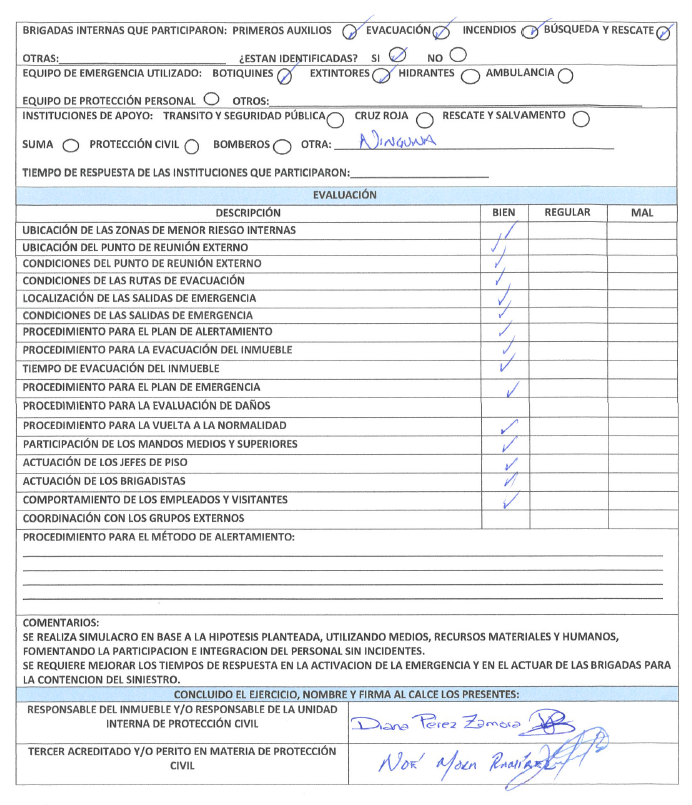 BRIGADAS INTERNAS QUE PARTICIPARON: PRIMEROS AUXILIOS EVACUACIÓN INCENDIOS BÚSQUEDA Y RESCATE
OTRAS: ¿ESTAN IDENTIFICADAS? SI NO
EQUIPO DE EMERGENCIA UTILIZADO: BOTIQUINES EXTINTORES HIDRANTES AMBULANCIA
EQUIPO DE PROTECCIÓN PERSONAL OTROS:
INSTITUCIONES DE APOYO: TRANSITO Y SEGURIDAD PÚBLICA CRUZ ROJA RESCATE Y SALVAMENTO
SUMA PROTECCIÓN CIVIL BOMBEROS OTRA: NINGUNA
TIEMPO DE RESPUESTA DE LAS INSTITUCIONES QUE PARTICIPARON:
EVALUACIÓN
DESCRIPCIÓN BIEN REGULAR MAL
UBICACIÓN DE LAS ZONAS DE MENOR RIESGO INTERNAS
UBICACIÓN DEL PUNTO DE REUNIÓN EXTERNO
CONDICIONES DEL PUNTO DE REUNIÓN EXTERNO
CONDICIONES DE LAS RUTAS DE EVACUACIÓN
LOCALIZACIÓN DE LAS SALIDAS DE EMERGENCIA
CONDICIONES DE LAS SALIDAS DE EMERGENCIA
PROCEDIMIENTO PARA EL PLAN DE ALERTAMIENTO
PROCEDIMIENTO PARA LA EVACUACIÓN DEL INMUEBLE
TIEMPO DE EVACUACIÓN DEL INMUEBLE
PROCEDIMIENTO PARA EL PLAN DE EMERGENCIA
PROCEDIMIENTO PARA LA EVALUACIÓN DE DAÑOS
PROCEDIMIENTO PARA LA VUELTA A LA NORMALIDAD
PARTICIPACIÓN DE LOS MANDOS MEDIOS Y SUPERIORES
ACTUACIÓN DE LOS JEFES DE PISO
ACTUACIÓN DE LOS BRIGADISTAS
COMPORTAMIENTO DE LOS EMPLEADOS Y VISITANTES
COORDINACIÓN CON LOS GRUPOS EXTERNOS
PROCEDIMIENTO PARA EL MÉTODO DE ALERTAMIENTO:
COMENTARIOS:
SE REALIZA SIMULACRO EN BASE A LA HIPOTESIS PLANTEADA, UTILIZANDO MEDIOS, RECURSOS MATERIALES Y HUMANOS,
FOMENTANDO LA PARTICIPACION E INTEGRACION DEL PERSONAL SIN INCIDENTES.
SE REQUIERE MEJORAR LOS TIEMPOS DE RESPUESTA EN LA ACTIVACION DE LA EMERGENCIA Y EN EL ACTUAR DE LAS BRIGADAS PARA
LA CONTENCION DEL SINIESTRO.
CONCLUIDO EL EJERCICIO, NOMBRE Y FIRMA AL CALCE LOS PRESENTES:
RESPONSABLE DEL INMUEBLE Y/O RESPONSABLE DE LA UNIDAD
INTERNA DE PROTECCIÓN CIVIL
Diana Pérez Zamora
TERCER ACREDITADO Y/O PERITO EN MATERIA DE PROTECCIÓN
CIVIL
NOÉ MORA RAMÍREZ